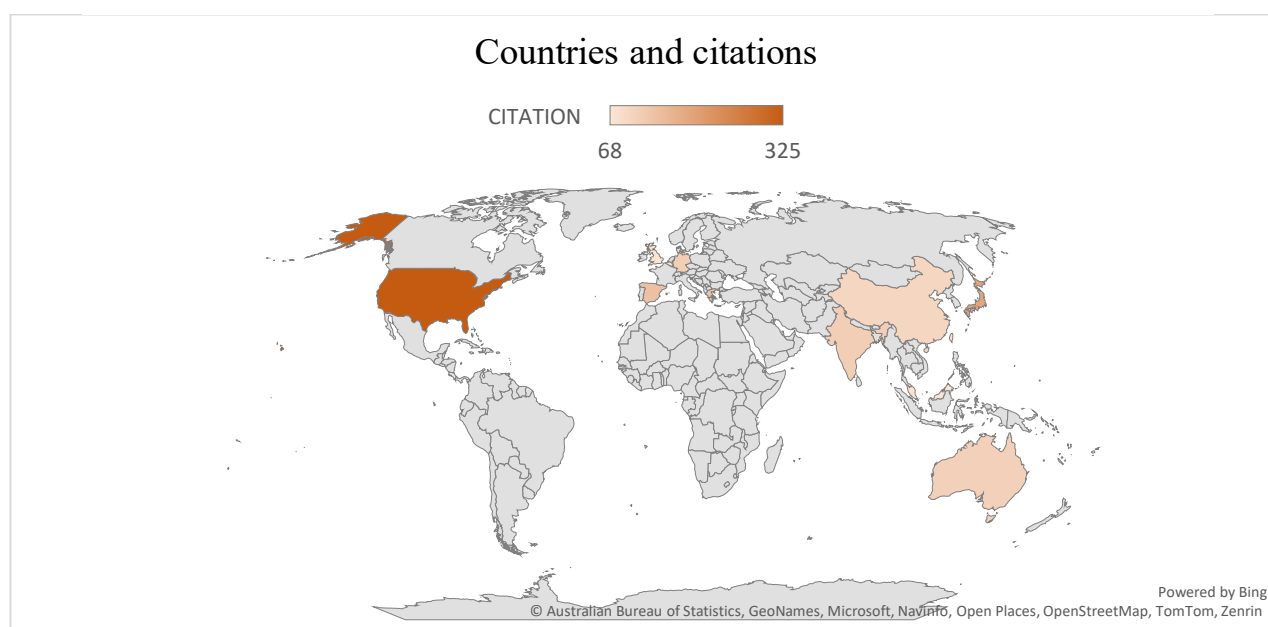 Countries and citations
CITATION
68 325
Powered by Bing
© Australian Bureau of Statistics, GeoNames, Microsoft, Navinfo, Open Places, OpenStreetMap, TomTom, Zenrin